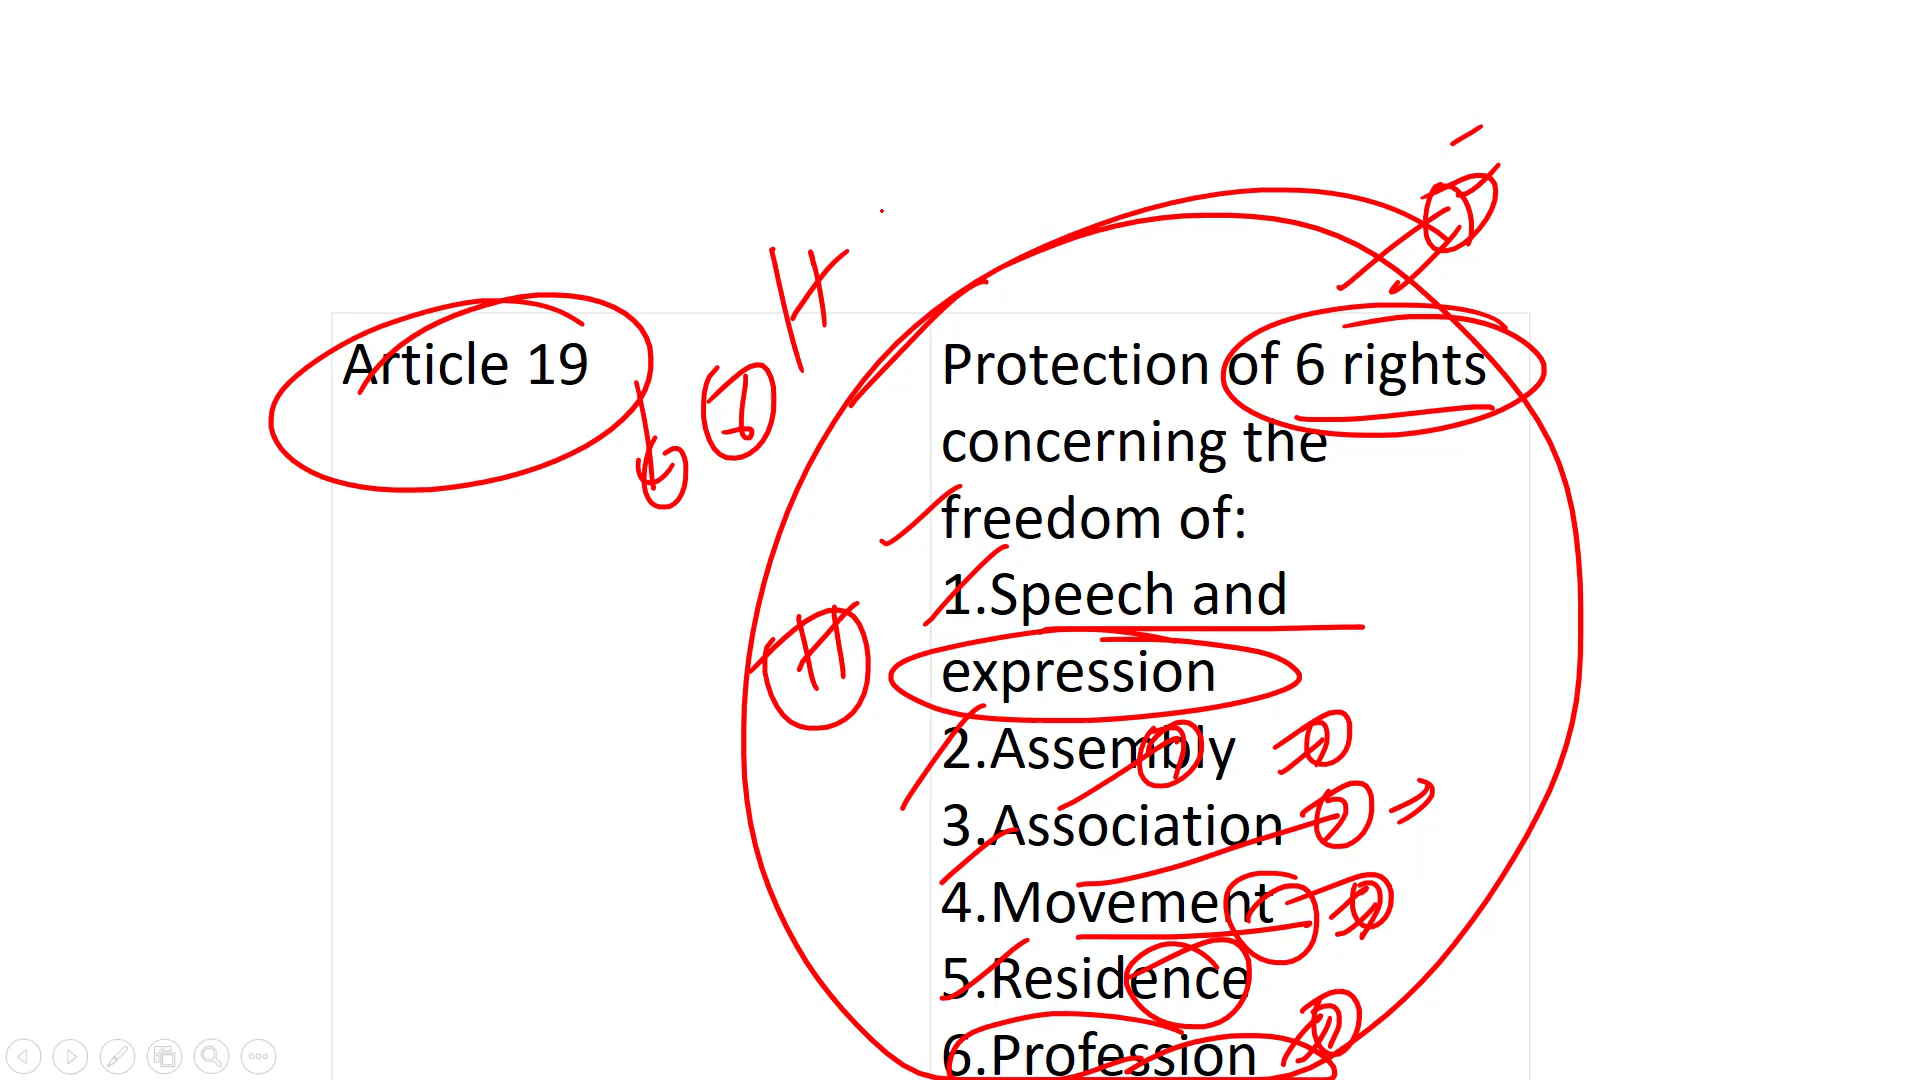 Article 19
Protection of 6 rights
concerning the
freedom of:
1.Speech and
expression
2.Assembly
3.Association
4.Movement
5.Residence
6.Profession